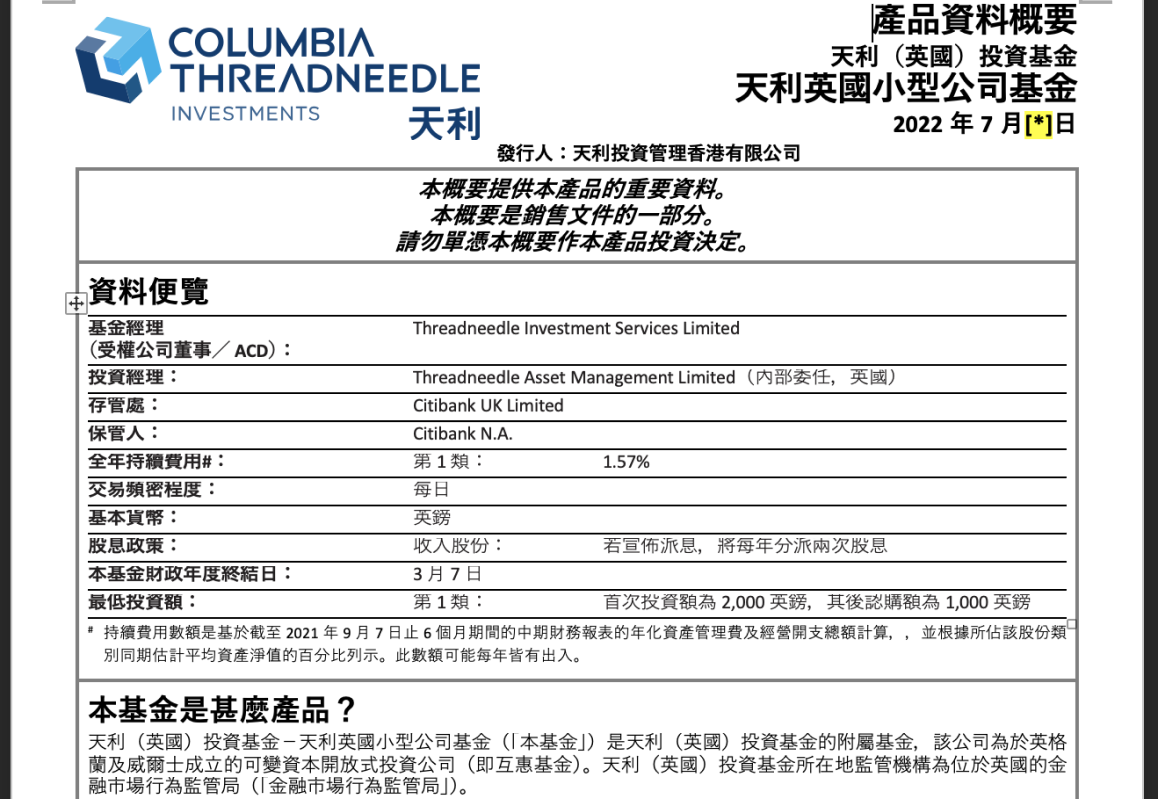 COLUMBIA
THREADNEEDLE
INVESTMENTS
天利
產品資料概要
天利（英國）投資基金
天利英國小型公司基金
2022 年 7 月[*]日
發行人：天利投資管理香港有限公司
本概要提供本產品的重要資料。
本概要是銷售文件的一部分。
請勿單憑本概要作本產品投資決定。
資料便覽
基金經理 Threadneedle Investment Services Limited
（受權公司董事／ACD）：
投資經理： Threadneedle Asset Management Limited（內部委任，英國）
存管處： Citibank UK Limited
保管人： Citibank N.A.
全年持續費用#： 第 1 類： 1.57%
交易頻密程度： 每日
基本貨幣： 英鎊
股息政策： 收入股份： 若宣佈派息，將每年分派兩次股息
本基金財政年度終結日： 3 月 7 日
最低投資額： 第 1 類： 首次投資額為 2,000 英鎊，其後認購額為 1,000 英鎊
# 持續費用數額是基於截至 2021 年 9 月 7 日止 6 個月期間的中期財務報表的年化資產管理費及經營開支總額計算，，並根據所佔該股份類
別同期估計平均資產淨值的百分比列示。此數額可能每年皆有出入。
本基金是甚麼產品？
天利（英國）投資基金－天利英國小型公司基金（「本基金」）是天利（英國）投資基金的附屬基金，該公司為於英格
蘭及威爾士成立的可變資本開放式投資公司（即互惠基金）。天利（英國）投資基金所在地監管機構為位於英國的金
融市場行為監管局（「金融市場行為監管局」）。